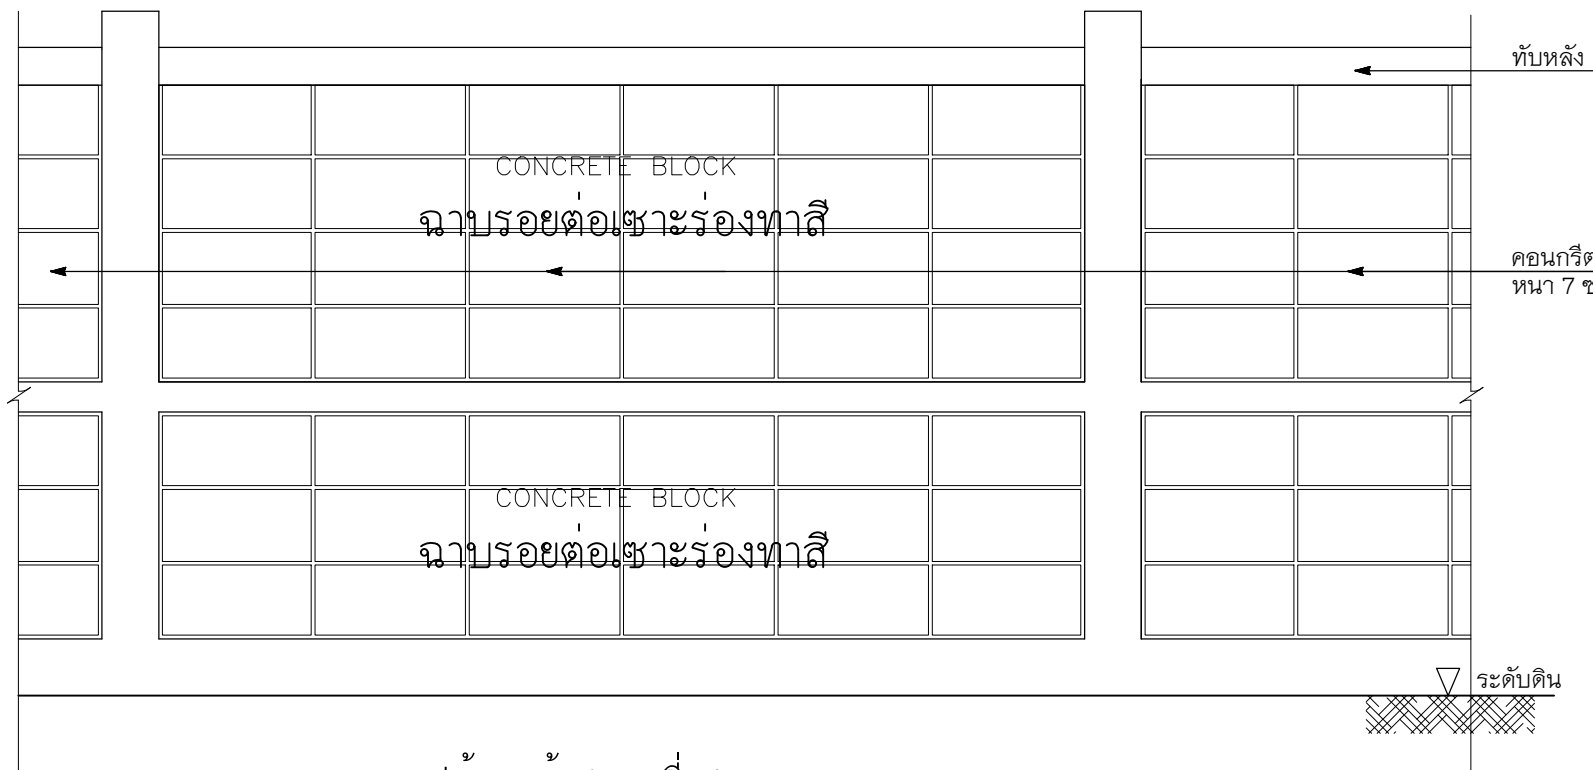 ทับหลัง
CONCRETE BLOCK
ฉาบรอยต่อเซาะร่องทาสี
คอนกรีต
หนา 7 ซ
CONCRETE BLOCK
ฉาบรอยต่อเซาะร่องทาสี
ระดับดิน